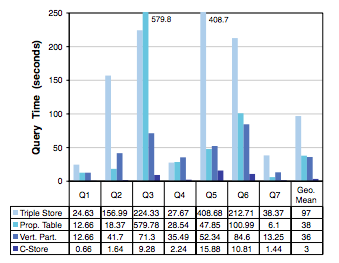 250
579.8
408.7
200
150
100
50
0
Query Time (seconds)
Q1 Q2 Q3 Q4 Q5 Q6 Q7 Geo. Mean
Triple Store 24.63 156.99 224.33 27.67 408.68 212.71 38.37 97
Prop. Table 12.66 18.37 579.78 28.54 47.85 100.99 6.1 38
Vert. Part. 12.66 41.7 71.3 35.49 52.34 84.6 13.25 36
C-Store 0.66 1.64 9.28 2.24 15.88 10.81 1.44 3